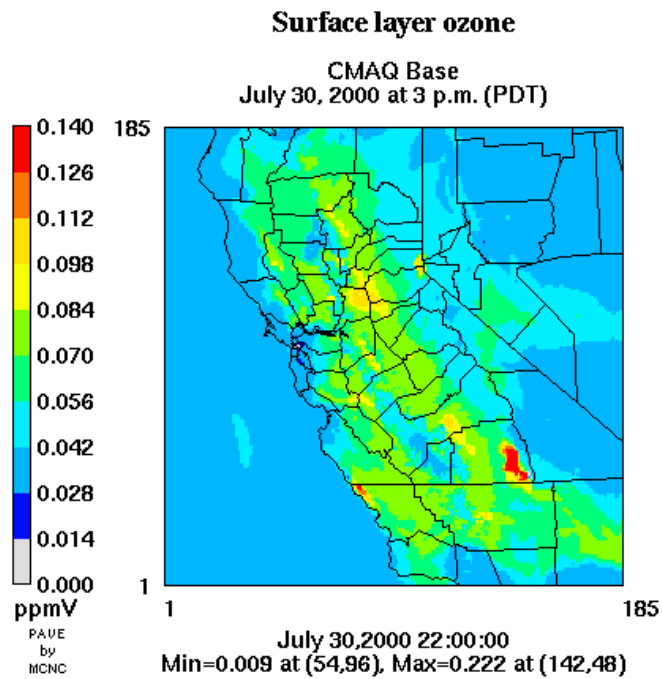 Surface layer ozone
CMAQ Base
July 30, 2000 at 3 p.m. (PDT)
0.140
0.126
0.112
0.098
0.084
0.070
0.056
0.042
0.028
0.014
0.000
ppmV
PAVE
by
MCNC
185
1
1
185
July 30,2000 22:00:00
Min=0.009 at (54,96), Max=0.222 at (142,48)